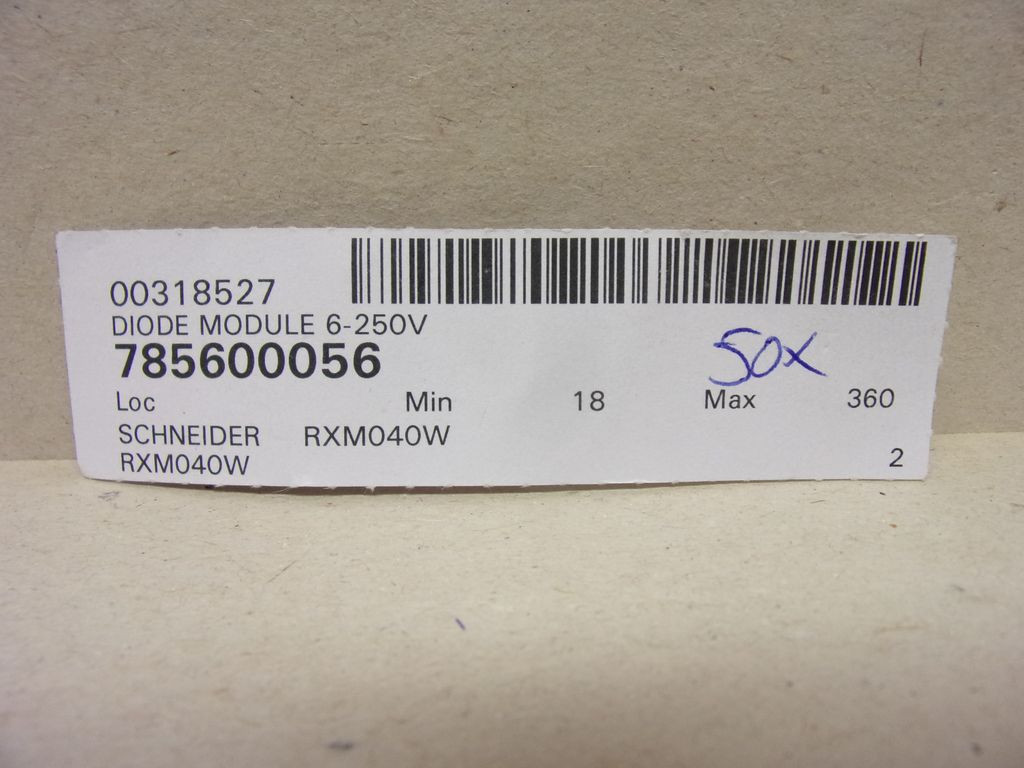 00318527
DIODE MODULE 6-250V
785600056
50x
Loc Min 18 Max 360
SCHNEIDER RXM040W
RXM040W 2